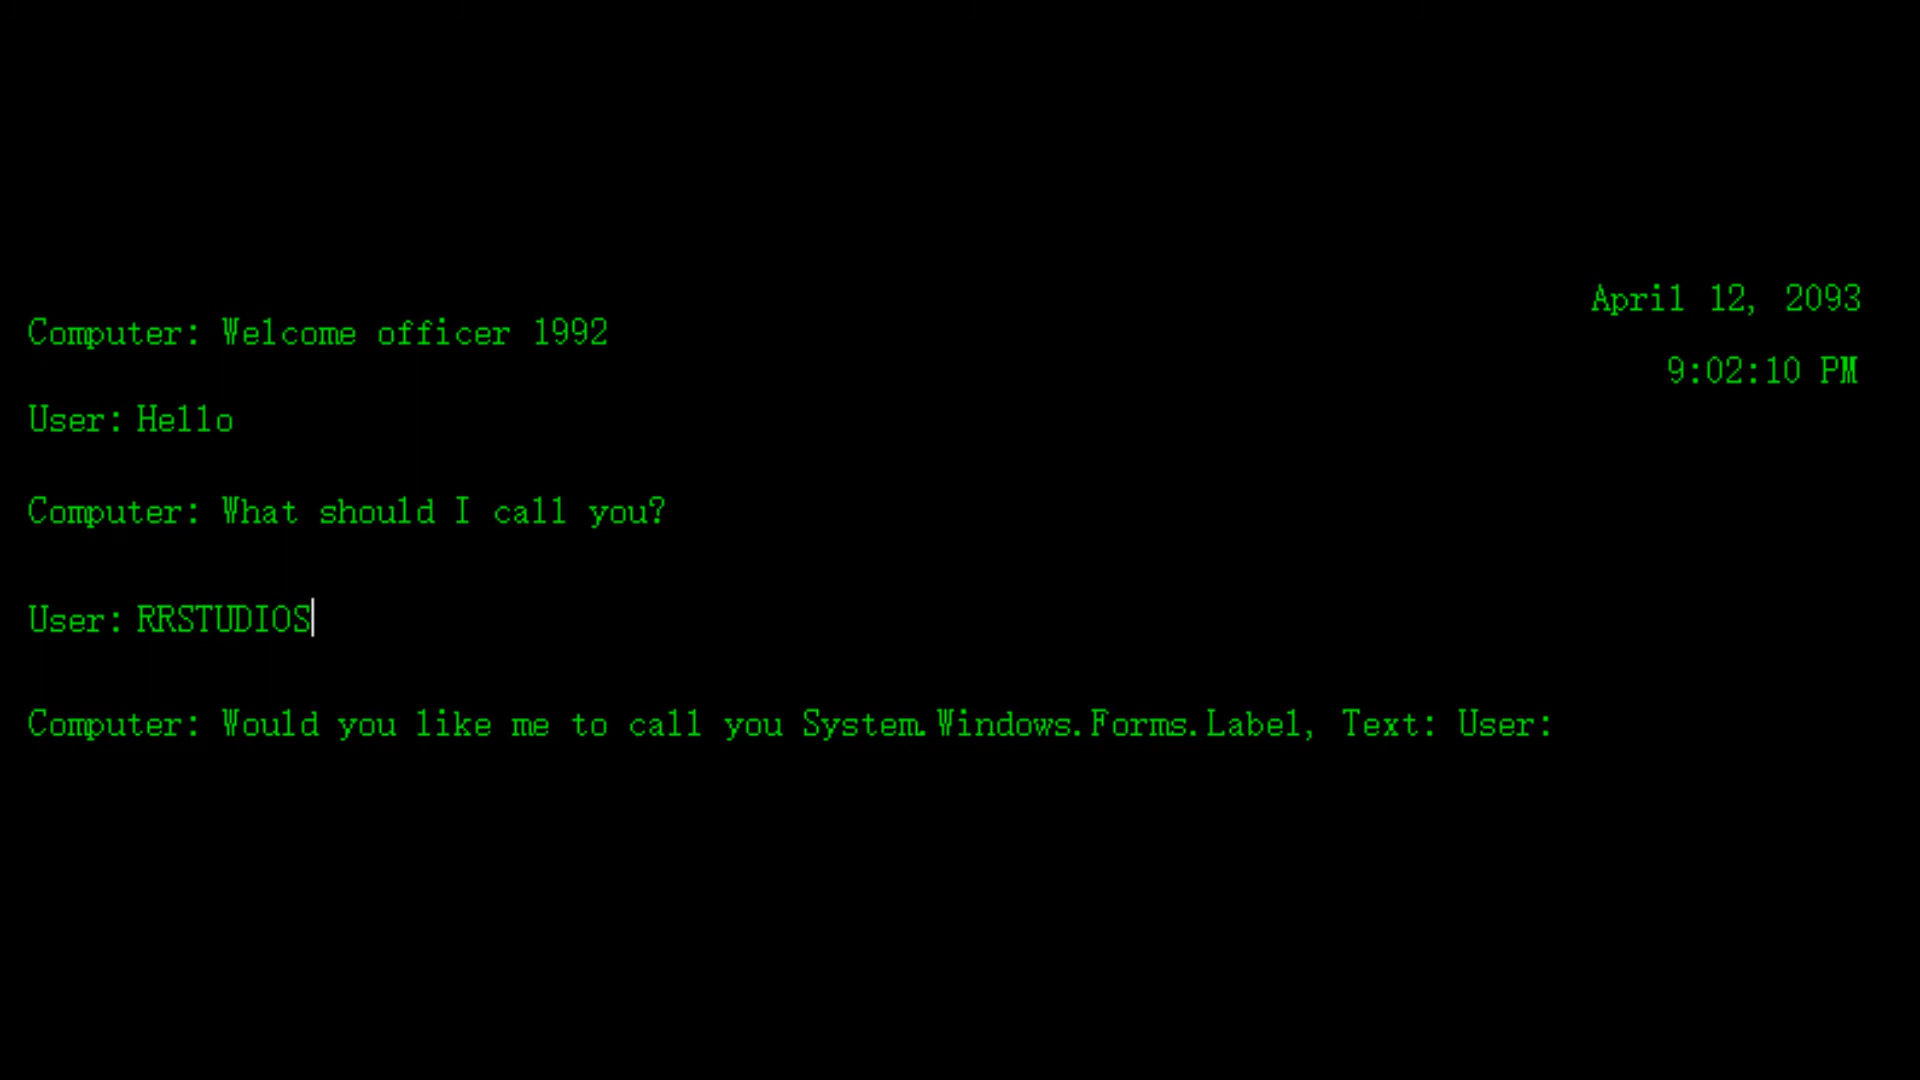 April 12, 2093
Computer: Welcome officer 1992
9:02:10 PM
User: Hello
Computer: What should I call you?
User: RRSTUDIOS
Computer: Would you like me to call you System.Windows.Forms.Label, Text: User: